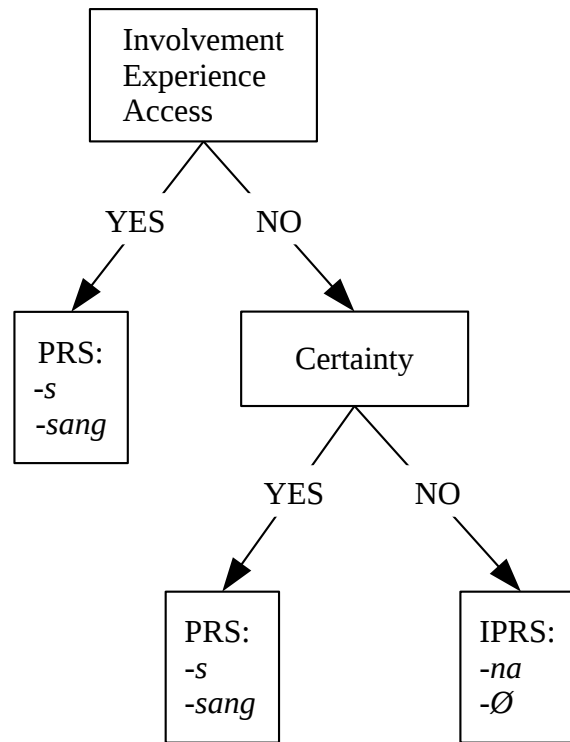 Involvement
Experience
Access
YES
NO
PRS:
-s
-sang
Certainty
YES
NO
PRS:
-s
-sang
IPRS:
-na
-Ø